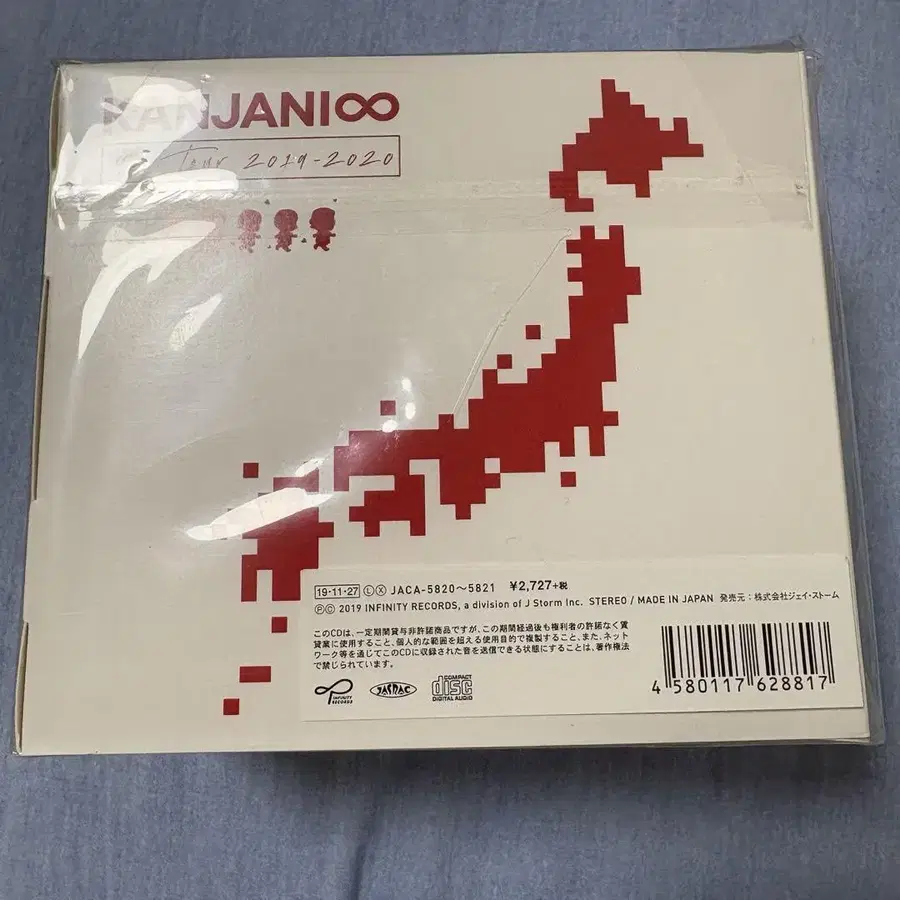 KANJANI∞
Tour 2019-2020
19・11・27 Ⓛ Ⓧ JACA-5820〜5821 ¥2,727+税
ⓅⒸ 2019 INFINITY RECORDS, a division of J Storm Inc. STEREO / MADE IN JAPAN 発売元:株式会社ジェイ・ストーム
このCDは、一定期間貸与非許諾商品ですが、この期間経過後も権利者の許諾なく賃
貸業に使用すること、個人的な範囲を超える使用目的で複製すること、また、ネット
ワーク等を通じてこのCDに収録された音を送信できる状態にすることは、著作権法
で禁じられています。
INFINITY RECORDS
JASRAC
COMPACT disc DIGITAL AUDIO
4 580117 628817